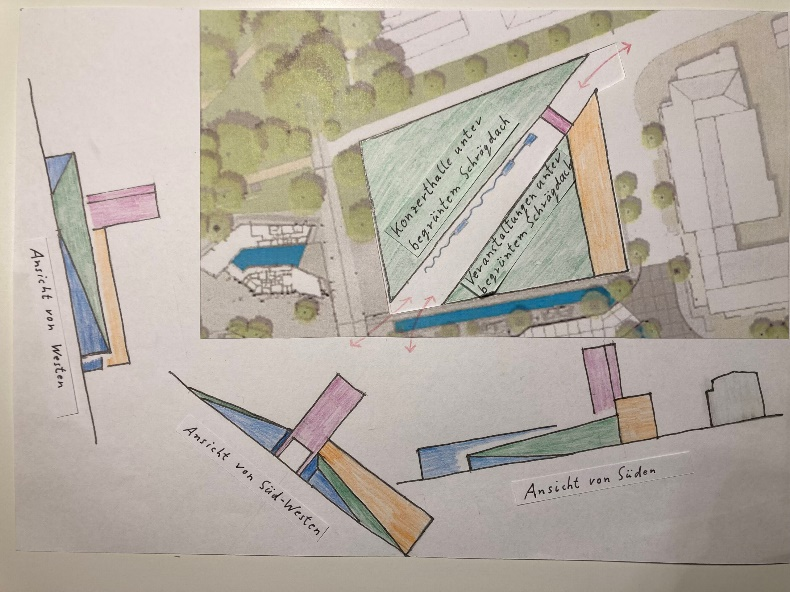 Konzerthalle unter
begrüntem Schrägdach
Veranstaltungen unter
begrüntem Schrägdach
Ansicht von Westen
Ansicht von Süd-Westen
Ansicht von Süden